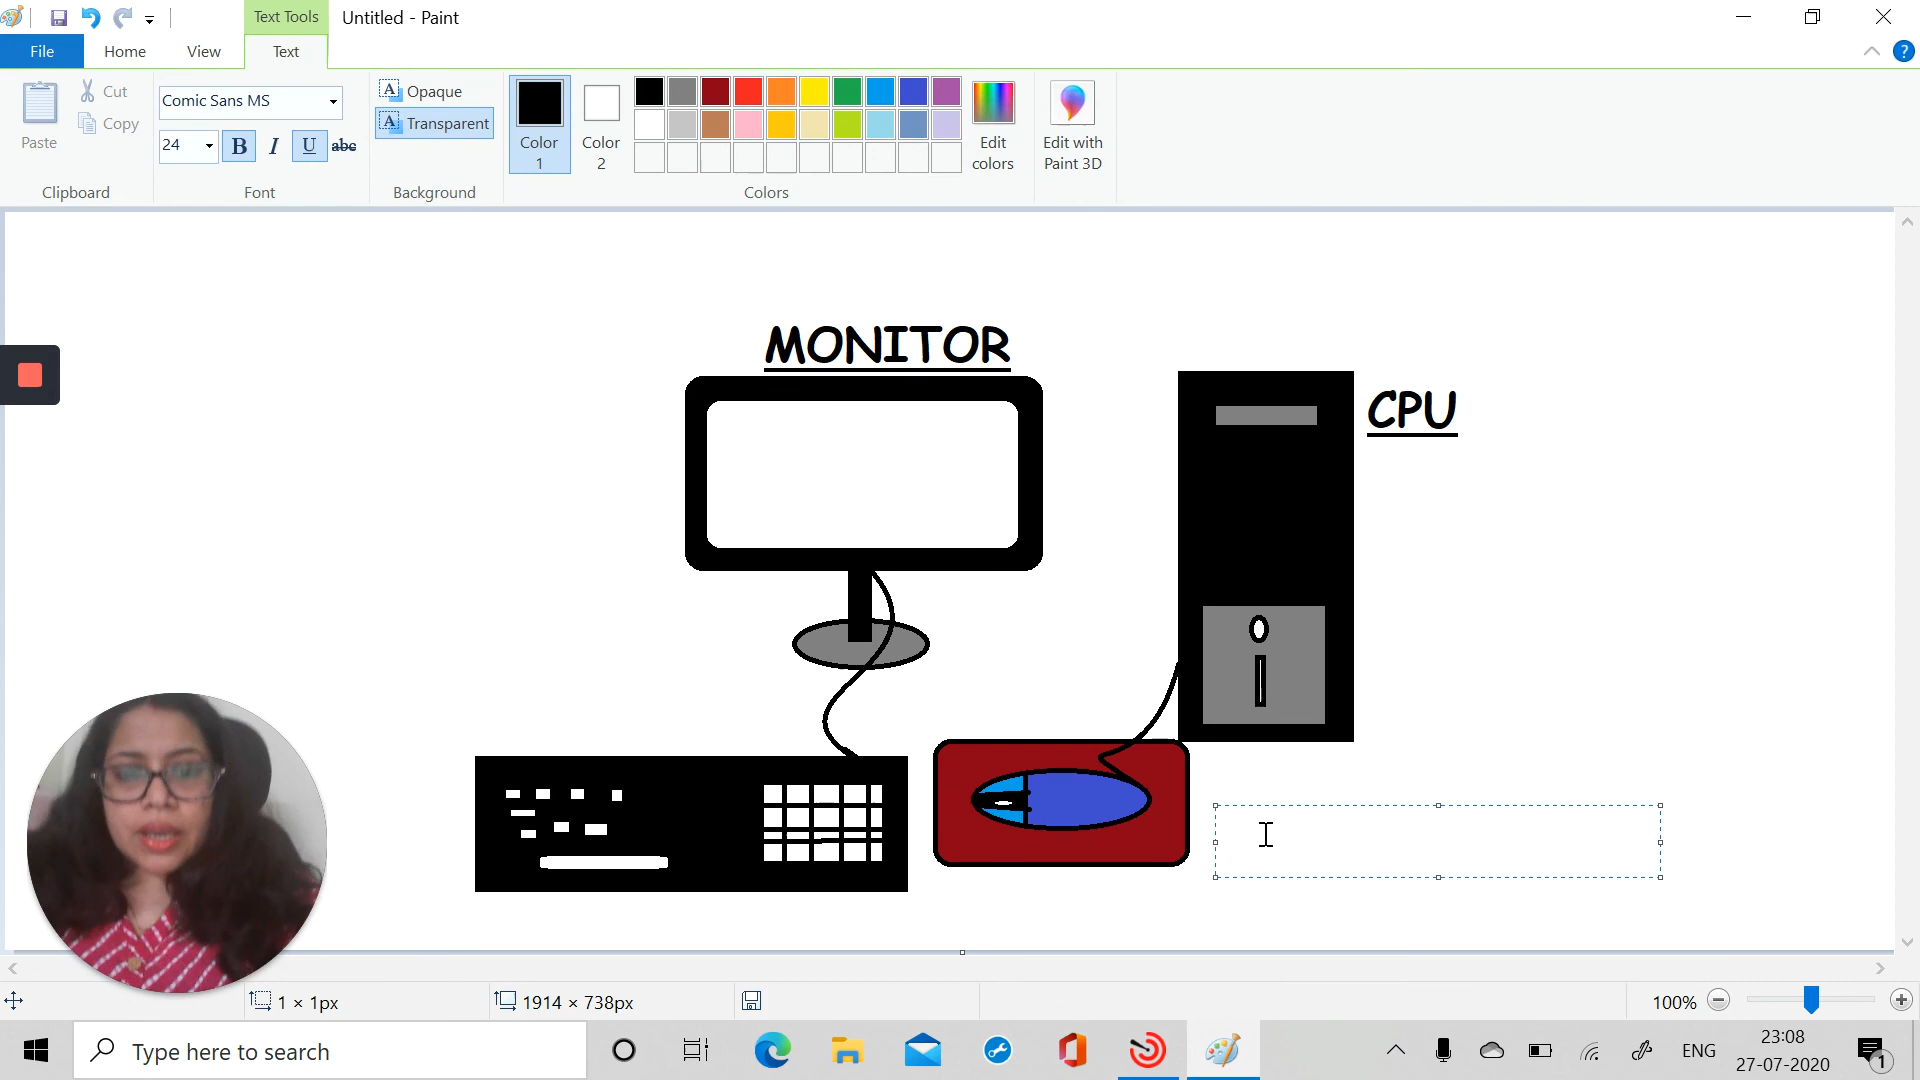 Text Tools
Untitled - Paint
File
Home
View
Text
Paste
Cut
Copy
Clipboard
Comic Sans MS
24
B
I
U
abc
Font
A Opaque
A Transparent
Background
Color
1
Color
2
Colors
Edit
colors
Edit with
Paint 3D
MONITOR
CPU
1 × 1px
1914 × 738px
100%
Type here to search
ENG
23:08
27-07-2020
1